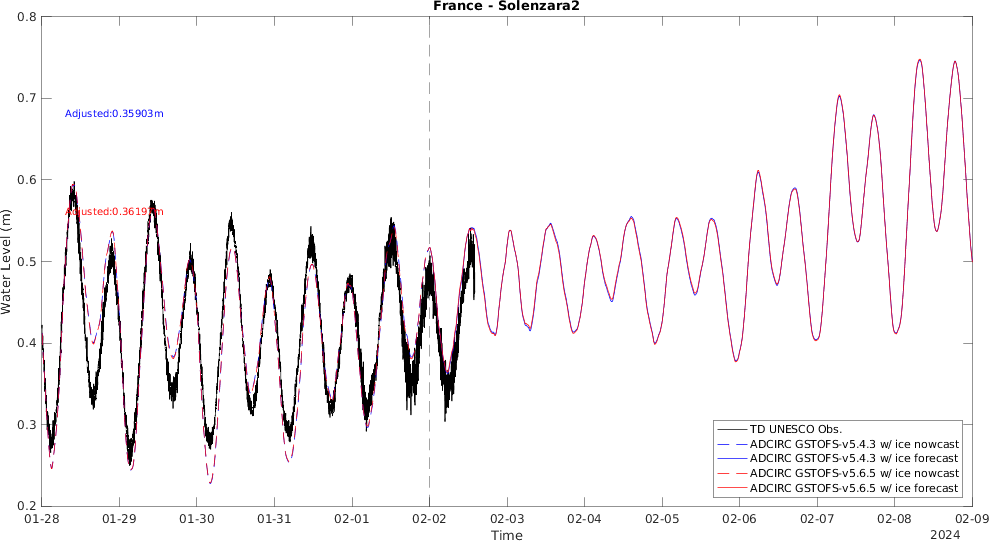 France - Solenzara2
0.8
0.7
0.6
0.5
0.4
0.3
0.2
Water Level (m)
Adjusted:0.35903m
TD UNESCO Obs.
ADCIRC GSTOFS-v5.4.3 w/ ice nowcast
ADCIRC GSTOFS-v5.4.3 w/ ice forecast
ADCIRC GSTOFS-v5.6.5 w/ ice nowcast
ADCIRC GSTOFS-v5.6.5 w/ ice forecast
01-28 01-29 01-30 01-31 02-01 02-02 02-03 02-04 02-05 02-06 02-07 02-08 02-09
Time
2024